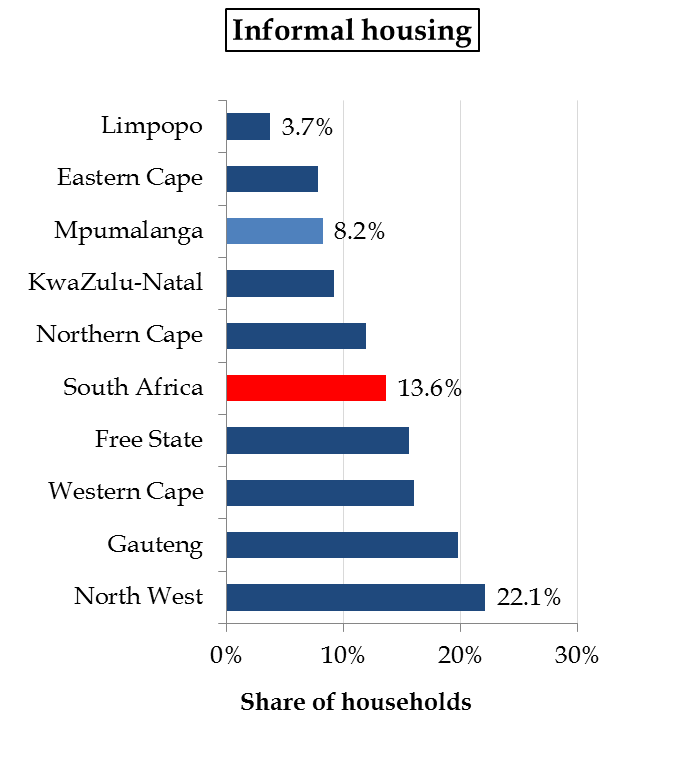 Informal housing
Limpopo 3.7%
Eastern Cape
Mpumalanga 8.2%
KwaZulu-Natal
Northern Cape
South Africa 13.6%
Free State
Western Cape
Gauteng
North West 22.1%
0% 10% 20% 30%
Share of households